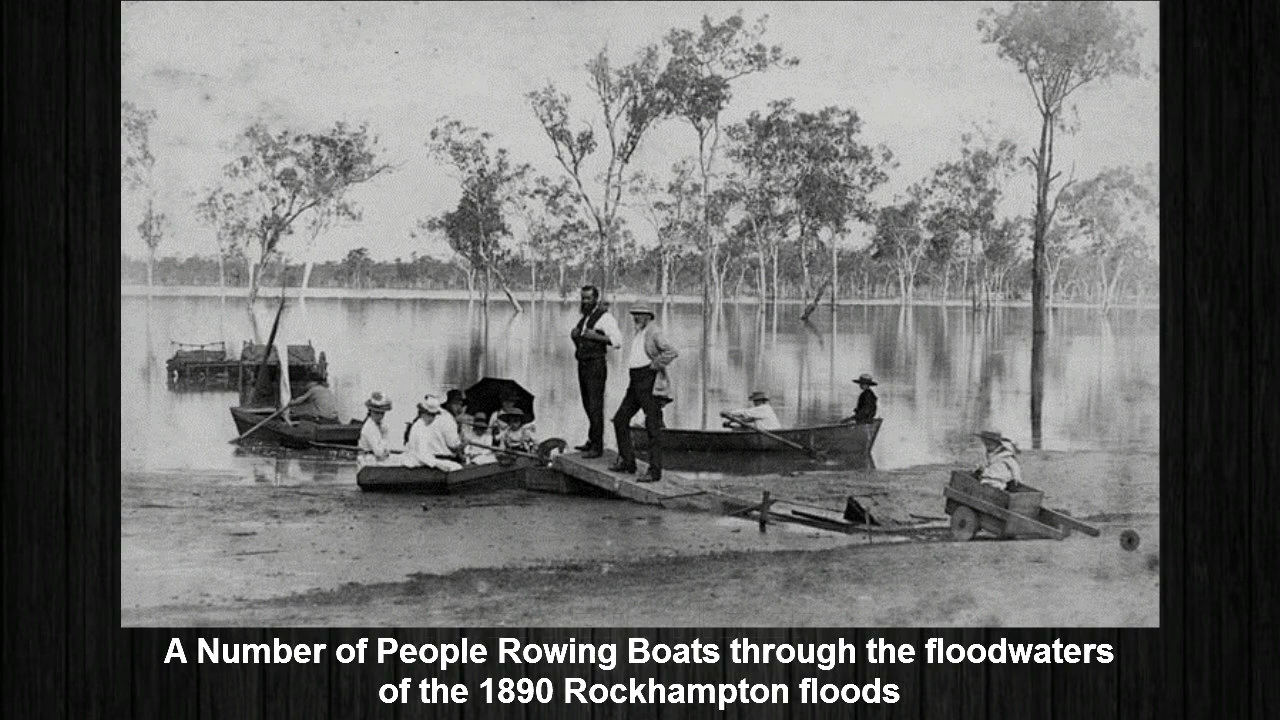 A Number of People Rowing Boats through the floodwaters
of the 1890 Rockhampton floods